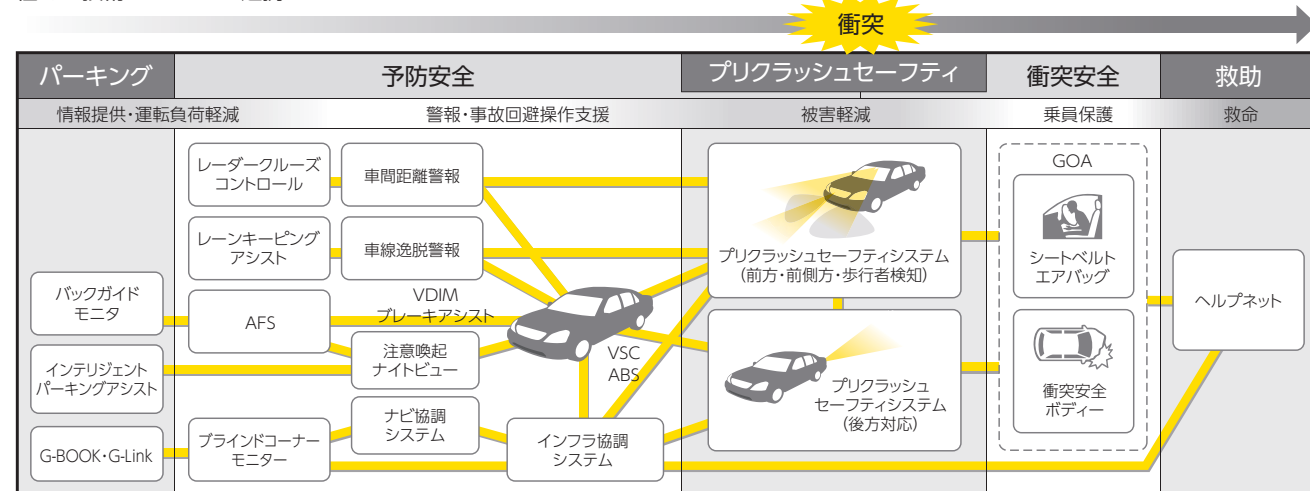 衝突
パーキング
予防安全
プリクラッシュセーフティ
衝突安全
救助
情報提供・運転負荷軽減
警報・事故回避操作支援
被害軽減
乗員保護
救命
レーダークルーズ
コントロール
車間距離警報
レーンキーピング
アシスト
車線逸脱警報
バックガイド
モニタ
AFS
VDIM
ブレーキアシスト
注意喚起
ナイトビュー
VSC
ABS
インテリジェント
パーキングアシスト
ナビ協調
システム
G-BOOK・G-Link
ブラインドコーナー
モニター
インフラ協調
システム
プリクラッシュセーフティシステム
(前方・前側方・歩行者検知)
プリクラッシュ
セーフティシステム
(後方対応)
GOA
シートベルト
エアバッグ
衝突安全
ボディー
ヘルプネット